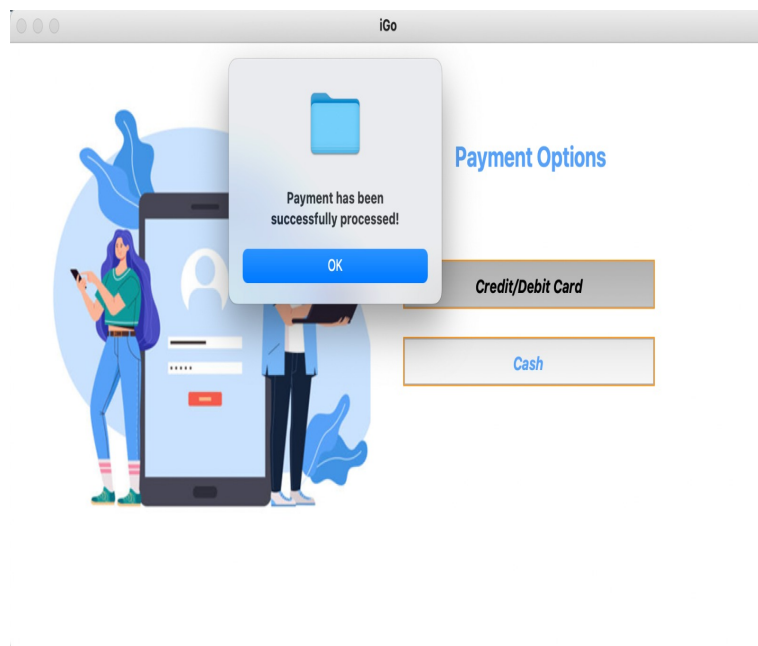 iGo
Payment has been
successfully processed!
OK
Payment Options
Credit/Debit Card
Cash